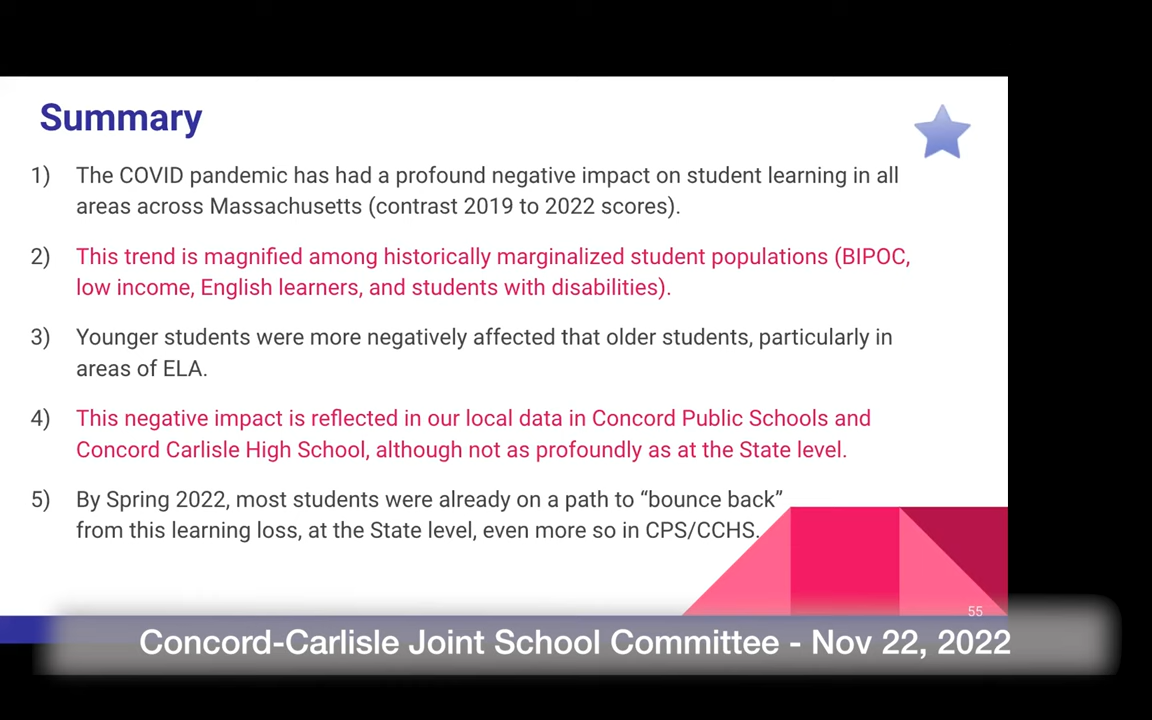 Summary
1) The COVID pandemic has had a profound negative impact on student learning in all
areas across Massachusetts (contrast 2019 to 2022 scores).
2) This trend is magnified among historically marginalized student populations (BIPOC,
low income, English learners, and students with disabilities).
3) Younger students were more negatively affected that older students, particularly in
areas of ELA.
4) This negative impact is reflected in our local data in Concord Public Schools and
Concord Carlisle High School, although not as profoundly as at the State level.
5) By Spring 2022, most students were already on a path to “bounce back”
from this learning loss, at the State level, even more so in CPS/CCHS.
55
Concord-Carlisle Joint School Committee - Nov 22, 2022